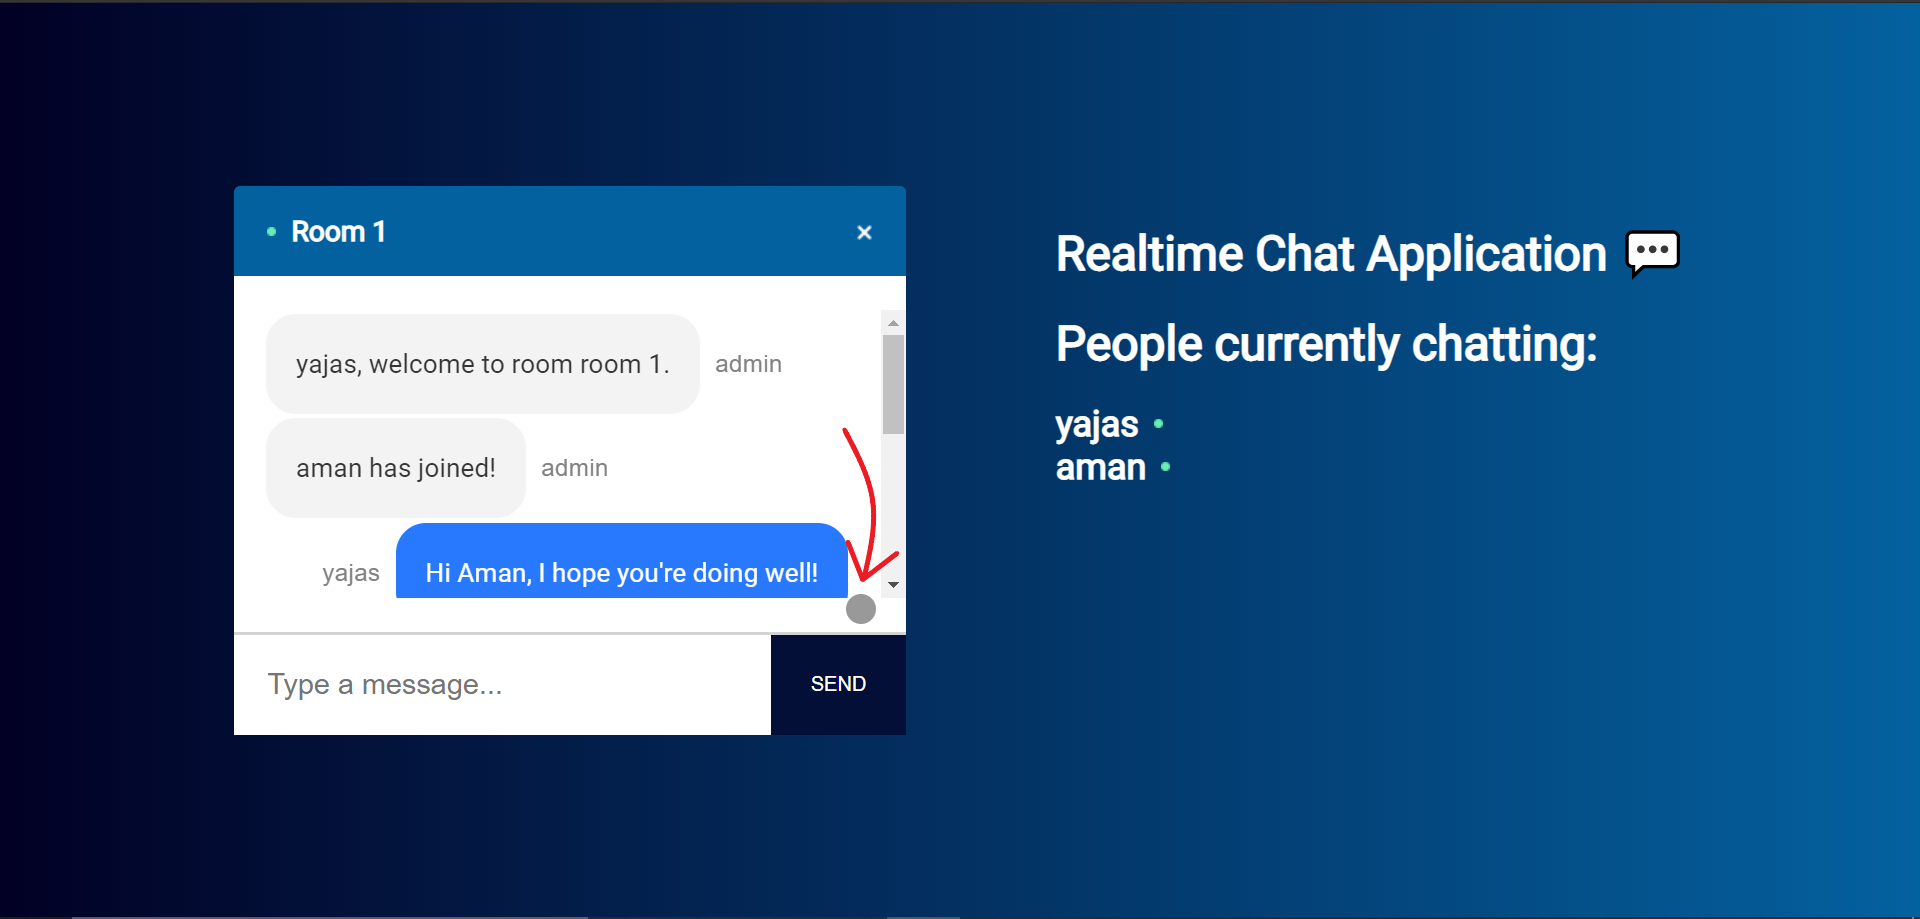 Room 1
yajas, welcome to room room 1. admin
aman has joined! admin
yajas Hi Aman, I hope you're doing well!
Type a message...
SEND
Realtime Chat Application
People currently chatting:
yajas
aman